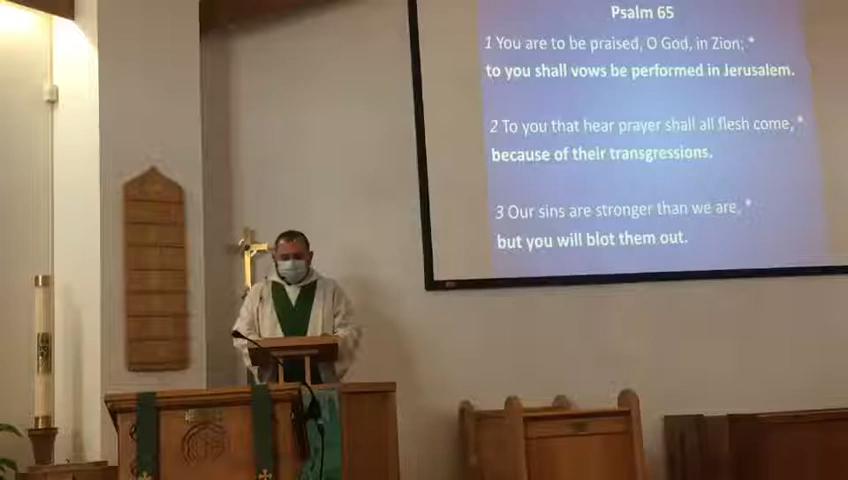 Psalm 65
1 You are to be praised, O God, in Zion; *
to you shall vows be performed in Jerusalem.
2 To you that hear prayer shall all flesh come, *
because of their transgressions.
3 Our sins are stronger than we are, *
but you will blot them out.